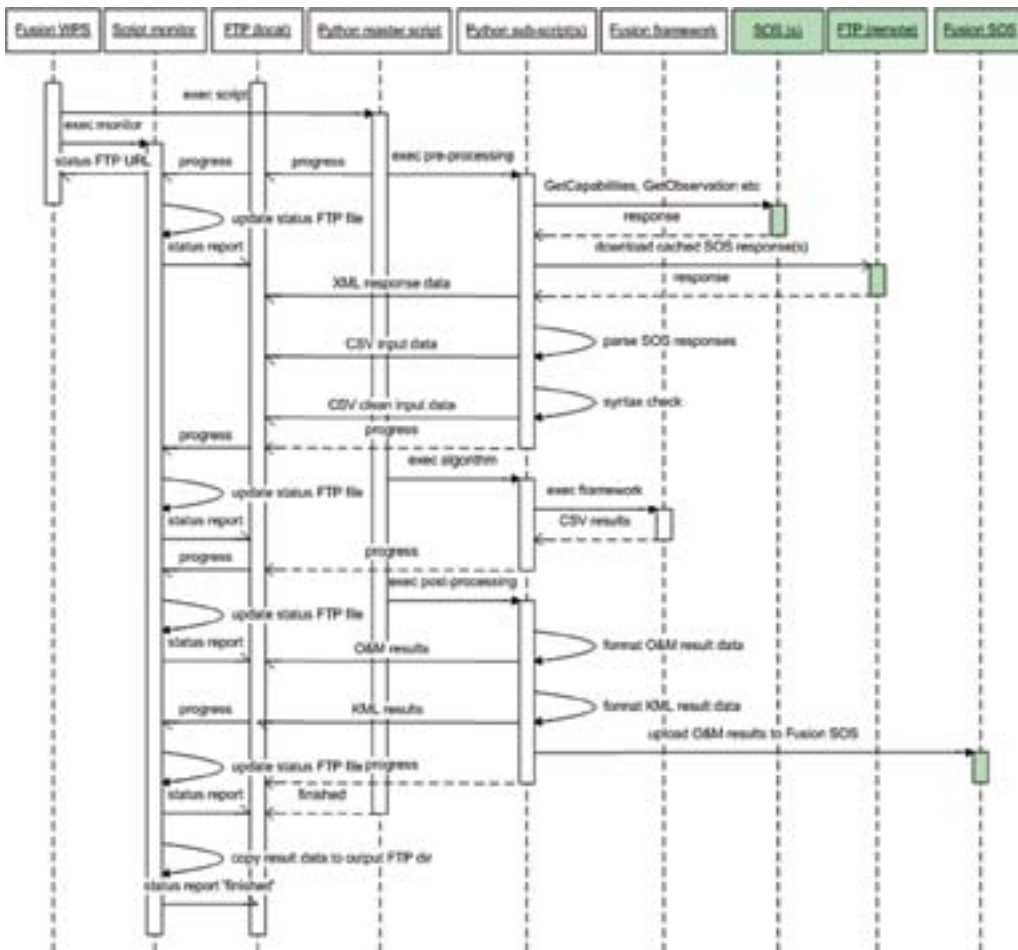 Fusion WPS
Script monitor
FTP (local)
Python master script
Python sub-script(s)
Fusion framework
SOS (s)
FTP (remote)
Fusion SOS
exec script
exec monitor
status FTP URL
progress
progress
exec pre-processing
GetCapabilities, GetObservation etc
update status FTP file
response
status report
download cached SOS response(s)
XML response data
response
CSV input data
parse SOS responses
CSV clean input data
syntax check
progress
progress
exec algorithm
update status FTP file
exec framework
status report
CSV results
progress
progress
exec post-processing
update status FTP file
status report
O&M results
format O&M result data
progress
KML results
format KML result data
upload O&M results to Fusion SOS
update status FTP file
progress
status report
finished
copy result data to output FTP dir
status report 'finished'